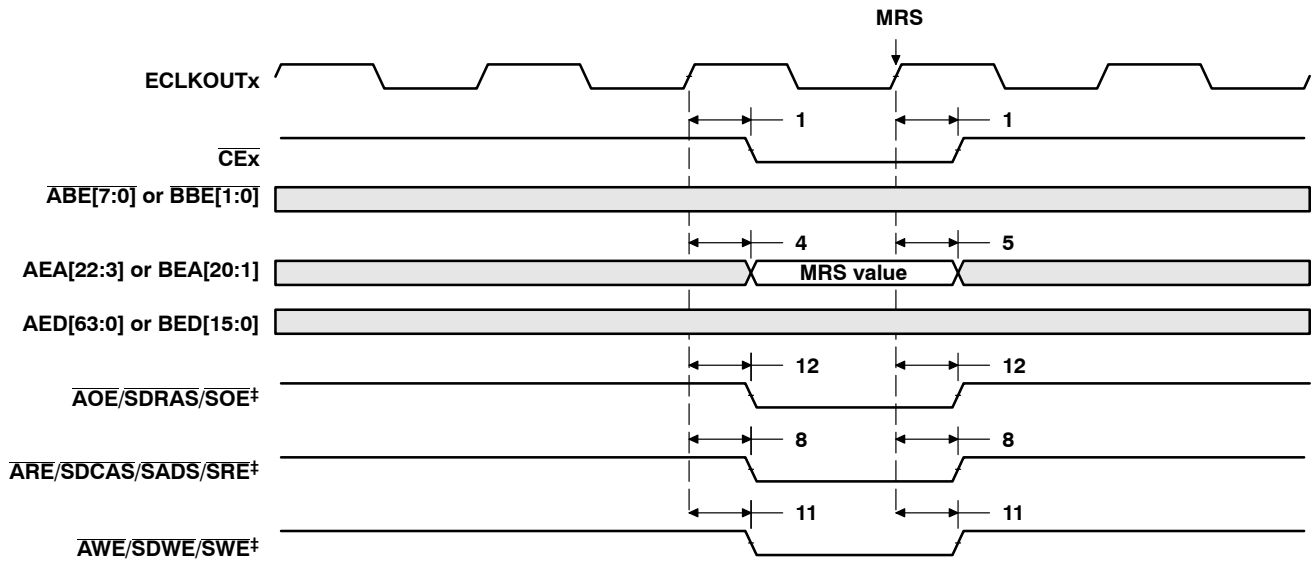 MRS
ECLKOUTx
1 1
CEx
ABE[7:0] or BBE[1:0]
4 5
AEA[22:3] or BEA[20:1] MRS value
AED[63:0] or BED[15:0]
12 12
AOE/SDRAS/SOE‡
8 8
ARE/SDCAS/SADS/SRE‡
11 11
AWE/SDWE/SWE‡